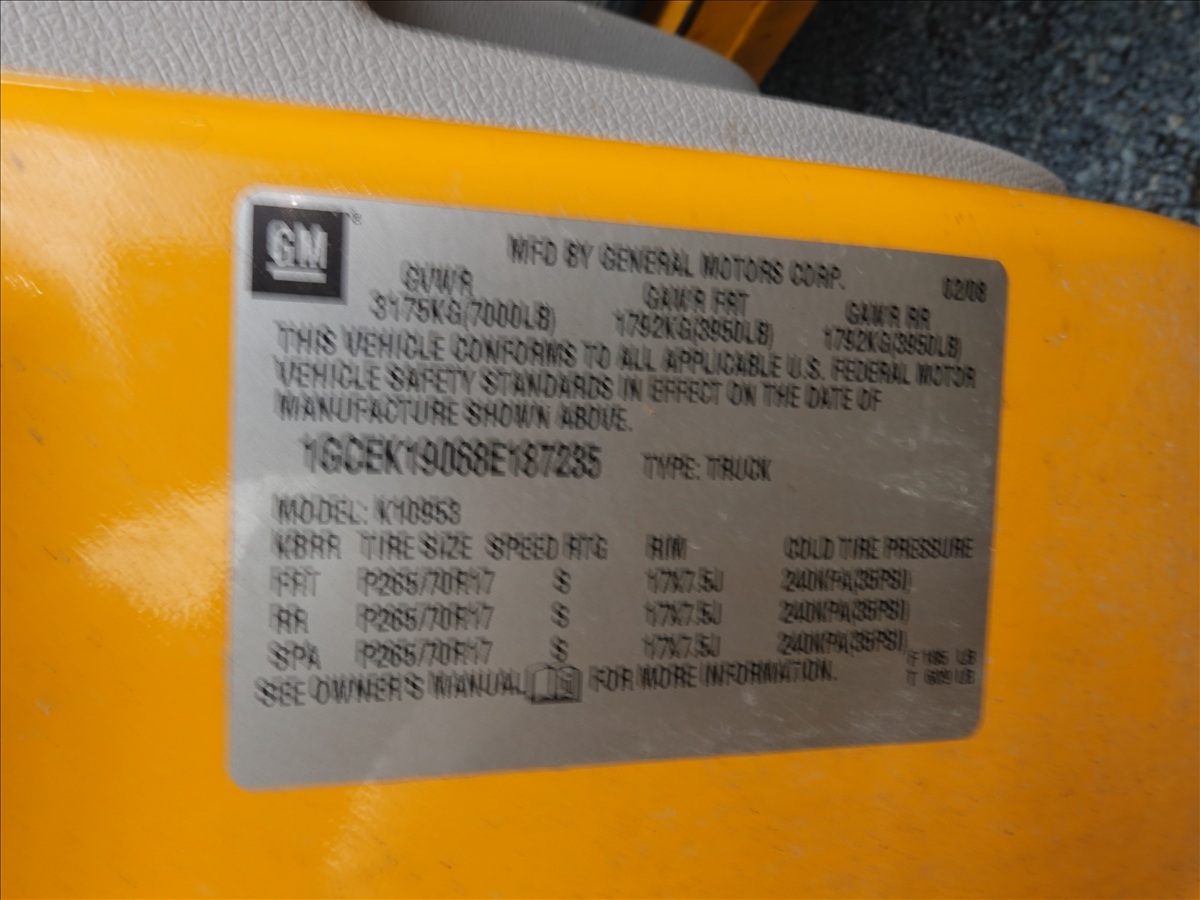 GM®
MFD BY GENERAL MOTORS CORP. 02/08
GVWR GAWR FRT GAWR RR
3175KG(7000LB) 1792KG(3950LB) 1792KG(3950LB)
THIS VEHICLE CONFORMS TO ALL APPLICABLE U.S. FEDERAL MOTOR
VEHICLE SAFETY STANDARDS IN EFFECT ON THE DATE OF
MANUFACTURE SHOWN ABOVE.
1GCEK19068E187235 TYPE: TRUCK
MODEL: K10953
KBRR TIRE SIZE SPEED RTG RIM COLD TIRE PRESSURE
FRT P265/70R17 S 17X7.5J 240KPA(35PSI)
RR P265/70R17 S 17X7.5J 240KPA(35PSI)
SPA P265/70R17 S 17X7.5J 240KPA(35PSI)
SEE OWNER'S MANUAL FOR MORE INFORMATION.